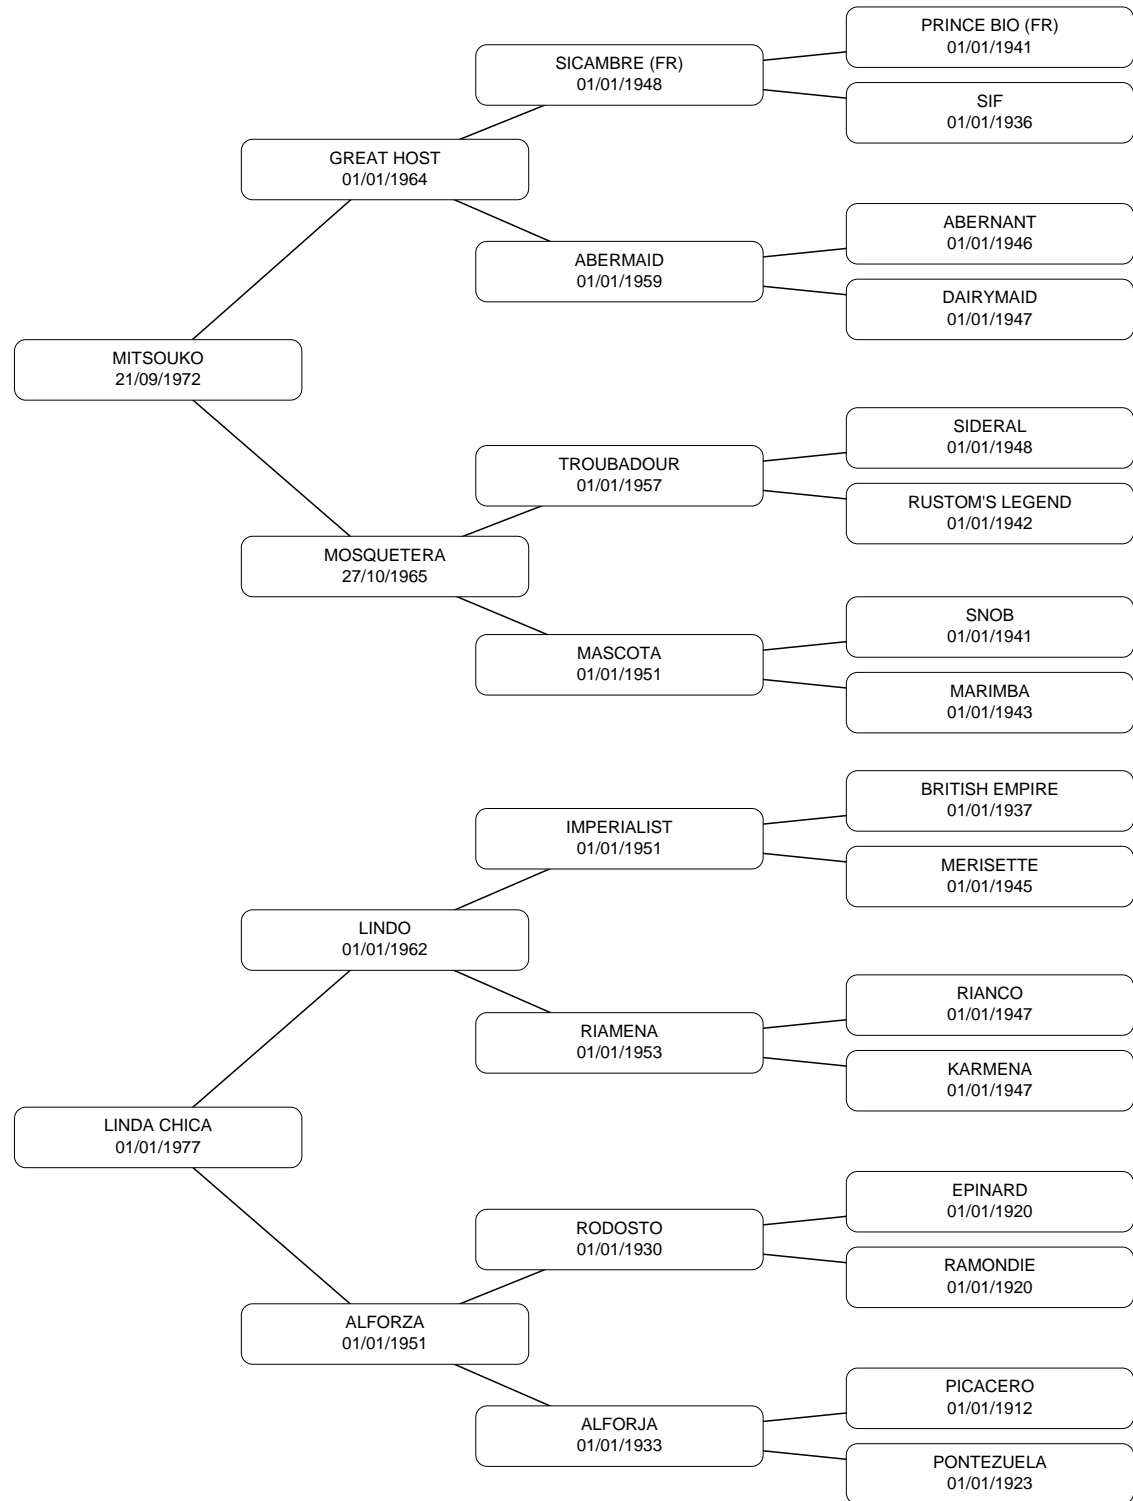 PRINCE BIO (FR)
01/01/1941
SICAMBRE (FR)
01/01/1948
SIF
01/01/1936
GREAT HOST
01/01/1964
ABERNANT
01/01/1946
ABERMAID
01/01/1959
DAIRYMAID
01/01/1947
MITSOUKO
21/09/1972
SIDERAL
01/01/1948
TROUBADOUR
01/01/1957
RUSTOM'S LEGEND
01/01/1942
MOSQUETERA
27/10/1965
SNOB
01/01/1941
MASCOTA
01/01/1951
MARIMBA
01/01/1943
BRITISH EMPIRE
01/01/1937
IMPERIALIST
01/01/1951
MERISETTE
01/01/1945
LINDO
01/01/1962
RIANCO
01/01/1947
RIAMENA
01/01/1953
KARMENA
01/01/1947
LINDA CHICA
01/01/1977
EPINARD
01/01/1920
RODOSTO
01/01/1930
RAMONDIE
01/01/1920
ALFORZA
01/01/1951
PICACERO
01/01/1912
ALFORJA
01/01/1933
PONTEZUELA
01/01/1923